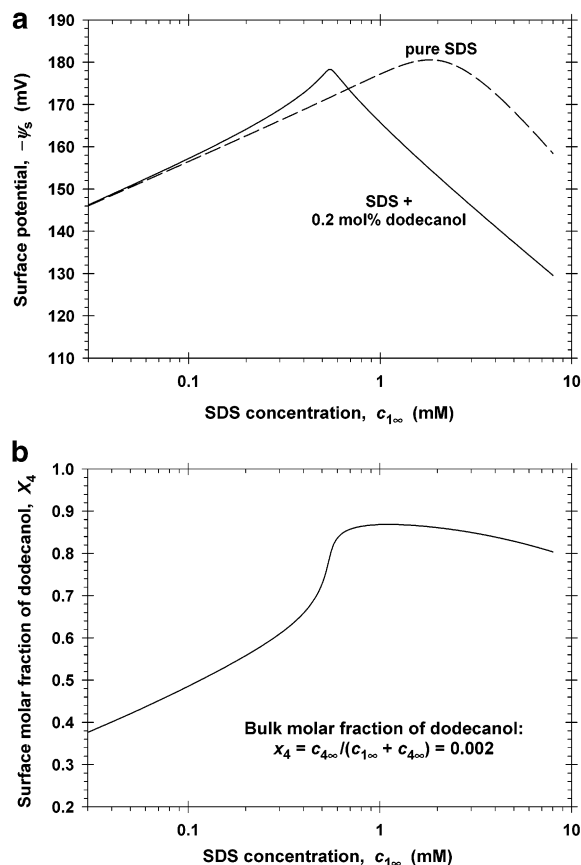 a
190
180
170
160
150
140
130
120
110
Surface potential, −ψs (mV)
pure SDS
SDS +
0.2 mol% dodecanol
0.1
1
10
SDS concentration, c1∞ (mM)
b
1.0
0.9
0.8
0.7
0.6
0.5
0.4
0.3
0.2
Surface molar fraction of dodecanol, X4
Bulk molar fraction of dodecanol:
x4 = c4∞/(c1∞ + c4∞) = 0.002
0.1
1
10
SDS concentration, c1∞ (mM)